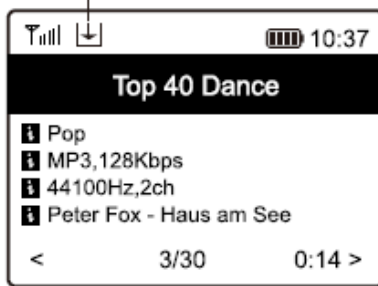 10:37
Top 40 Dance
i Pop
i MP3,128Kbps
i 44100Hz,2ch
i Peter Fox - Haus am See
< 3/30 0:14 >